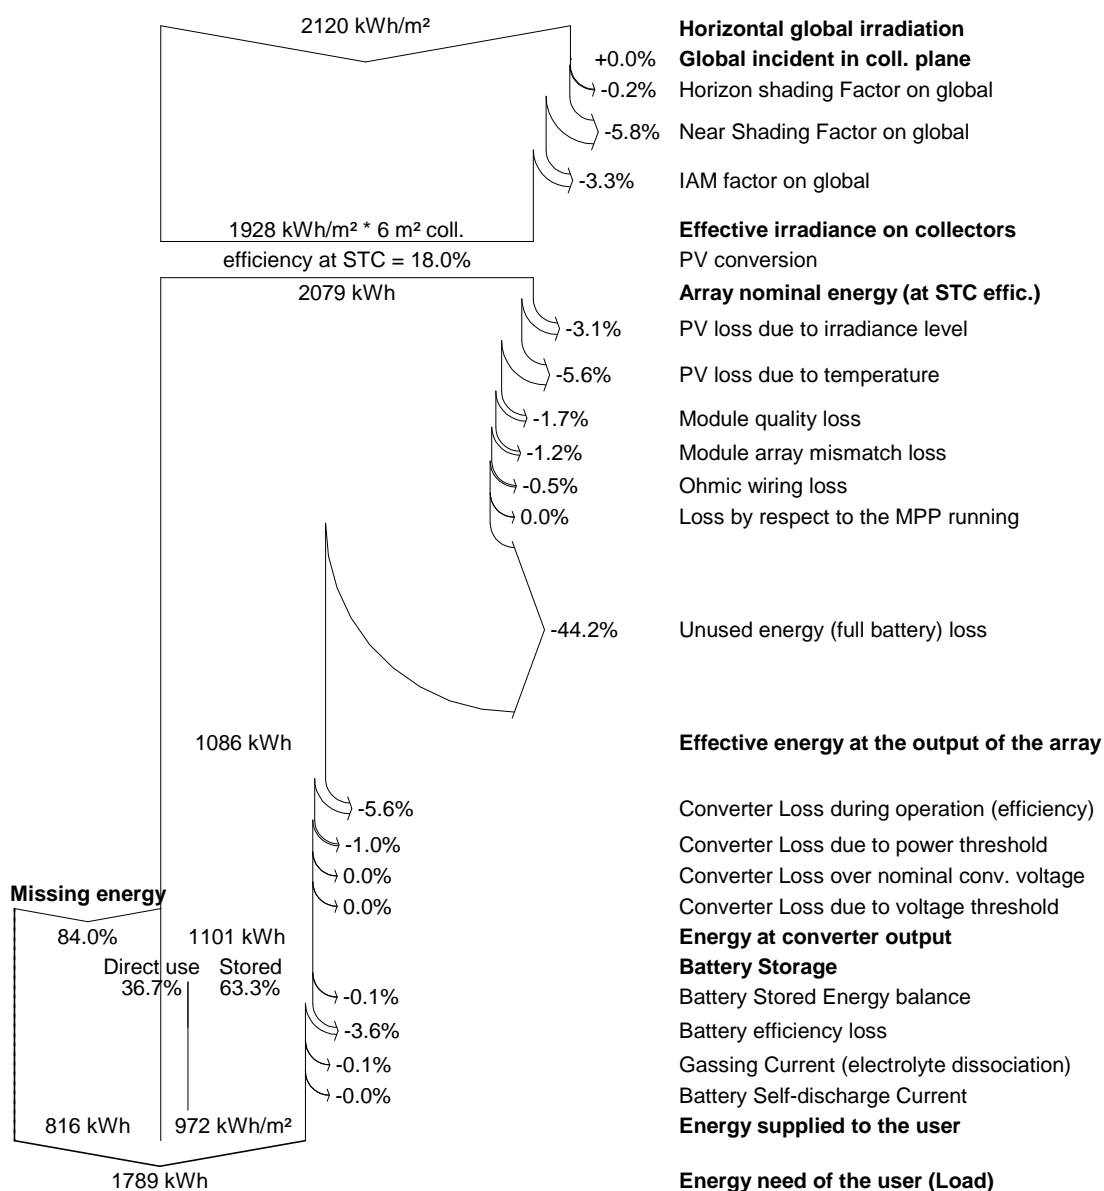 2120 kWh/m² Horizontal global irradiation
+0.0% Global incident in coll. plane
-0.2% Horizon shading Factor on global
-5.8% Near Shading Factor on global
-3.3% IAM factor on global
1928 kWh/m² * 6 m² coll. Effective irradiance on collectors
efficiency at STC = 18.0% PV conversion
2079 kWh Array nominal energy (at STC effic.)
-3.1% PV loss due to irradiance level
-5.6% PV loss due to temperature
-1.7% Module quality loss
-1.2% Module array mismatch loss
-0.5% Ohmic wiring loss
0.0% Loss by respect to the MPP running
-44.2% Unused energy (full battery) loss
1086 kWh Effective energy at the output of the array
-5.6% Converter Loss during operation (efficiency)
-1.0% Converter Loss due to power threshold
0.0% Converter Loss over nominal conv. voltage
Missing energy
0.0% Converter Loss due to voltage threshold
84.0% 1101 kWh Energy at converter output
Direct use Stored Battery Storage
36.7% 63.3% -0.1% Battery Stored Energy balance
-3.6% Battery efficiency loss
-0.1% Gassing Current (electrolyte dissociation)
-0.0% Battery Self-discharge Current
816 kWh 972 kWh/m² Energy supplied to the user
1789 kWh Energy need of the user (Load)